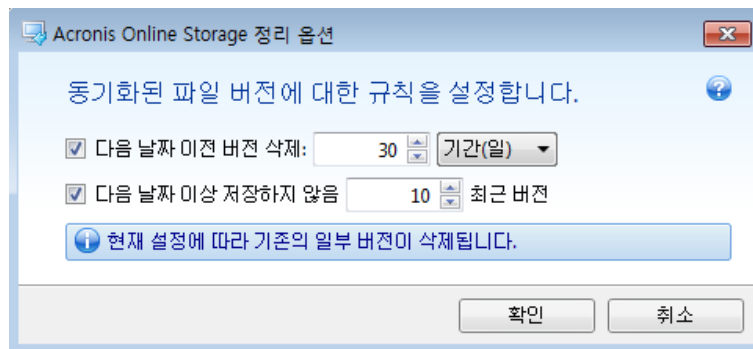 Acronis Online Storage 정리 옵션
동기화된 파일 버전에 대한 규칙을 설정합니다.
다음 날짜 이전 버전 삭제: 30 기간(일)
다음 날짜 이상 저장하지 않음 10 최근 버전
현재 설정에 따라 기존의 일부 버전이 삭제됩니다.
확인 취소